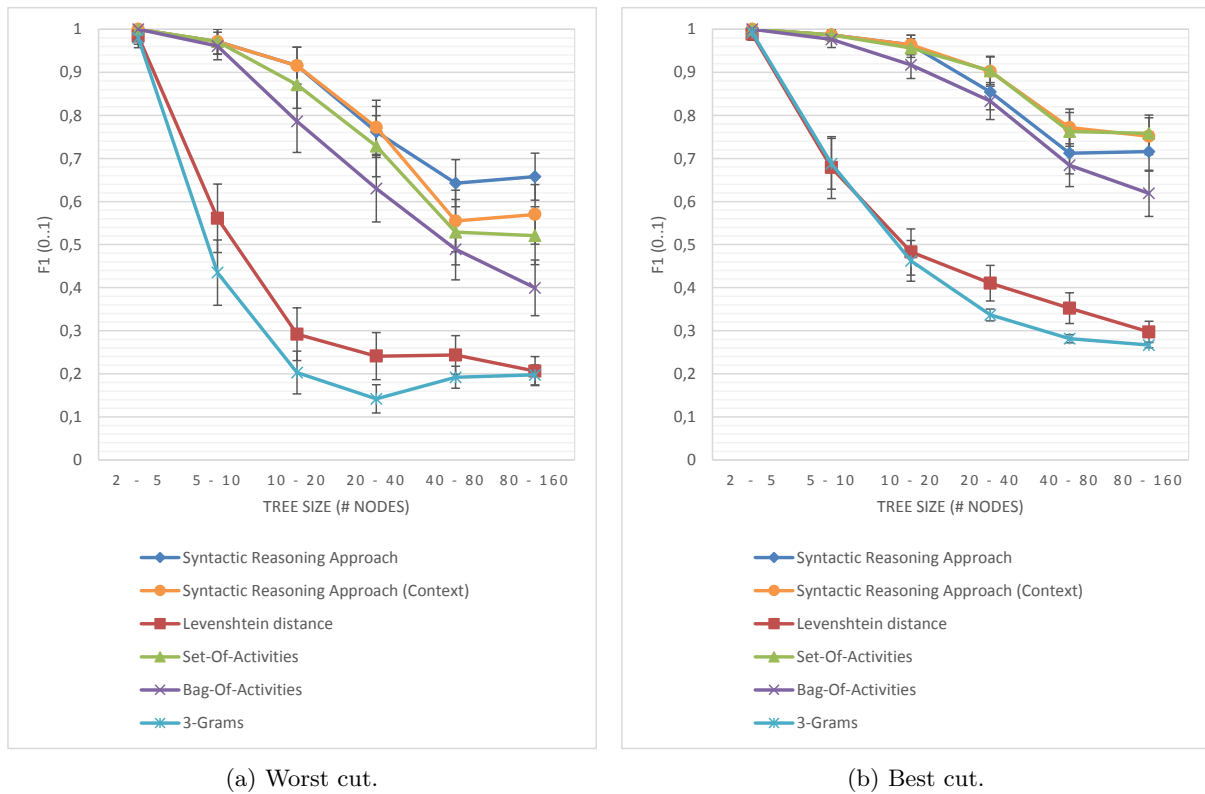 1
0,9
0,8
0,7
0,6
0,5
0,4
0,3
0,2
0,1
0
F1 (0..1)
2 - 5 5 - 10 10 - 20 20 - 40 40 - 80 80 - 160
TREE SIZE (# NODES)
Syntactic Reasoning Approach
Syntactic Reasoning Approach (Context)
Levenshtein distance
Set-Of-Activities
Bag-Of-Activities
3-Grams
(a) Worst cut.
1
0,9
0,8
0,7
0,6
0,5
0,4
0,3
0,2
0,1
0
F1 (0..1)
2 - 5 5 - 10 10 - 20 20 - 40 40 - 80 80 - 160
TREE SIZE (# NODES)
Syntactic Reasoning Approach
Syntactic Reasoning Approach (Context)
Levenshtein distance
Set-Of-Activities
Bag-Of-Activities
3-Grams
(b) Best cut.